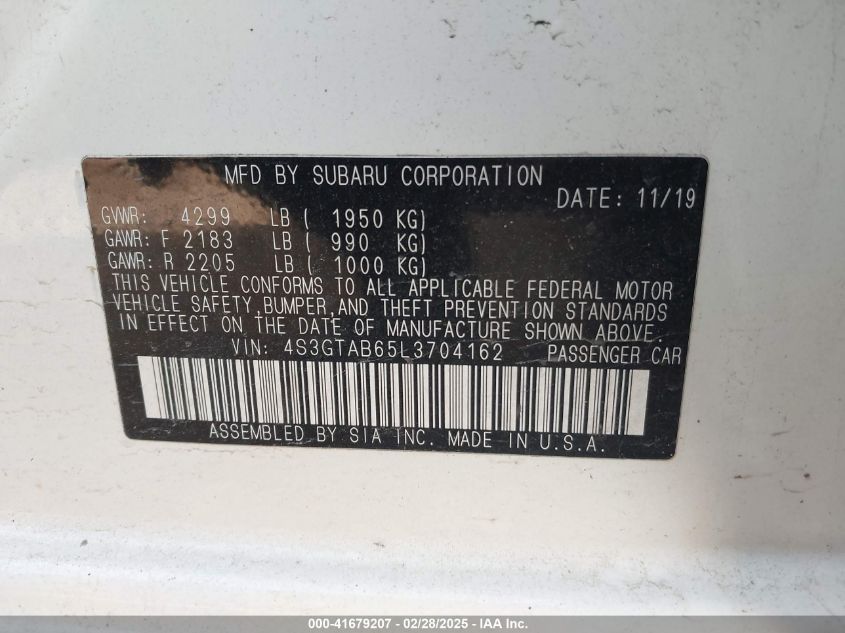 MFD BY SUBARU CORPORATION
DATE: 11/19
GVWR: 4299 LB ( 1950 KG)
GAWR: F 2183 LB ( 990 KG)
GAWR: R 2205 LB ( 1000 KG)
THIS VEHICLE CONFORMS TO ALL APPLICABLE FEDERAL MOTOR
VEHICLE SAFETY,BUMPER,AND THEFT PREVENTION STANDARDS
IN EFFECT ON THE DATE OF MANUFACTURE SHOWN ABOVE.
VIN: 4S3GTAB65L3704162 PASSENGER CAR
ASSEMBLED BY SIA INC. MADE IN U.S.A.
000-41679207 - 02/28/2025 - IAA Inc.